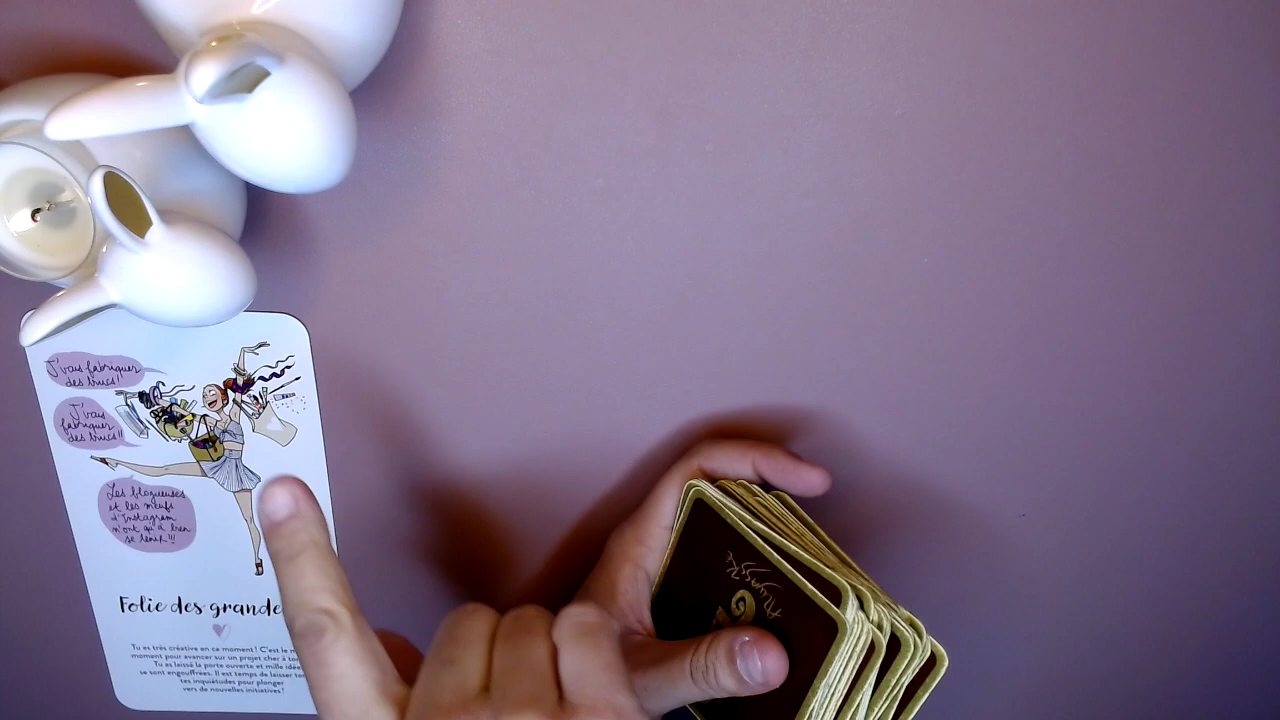 J'vais fabriquer
des trucs!
J'vais
fabriquer
des trucs!!
Les blogueuses
et les meufs
d'Instagram
n'ont qu'à bien
se tenir!!!
Folie des grande
Tu es très créative en ce moment! C'est le m
moment pour avancer sur un projet cher à to
Tu as laissé la porte ouverte et mille idée
se sont engouffrées. Il est temps de laisser to
tes inquiétudes pour plonger
vers de nouvelles initiatives!